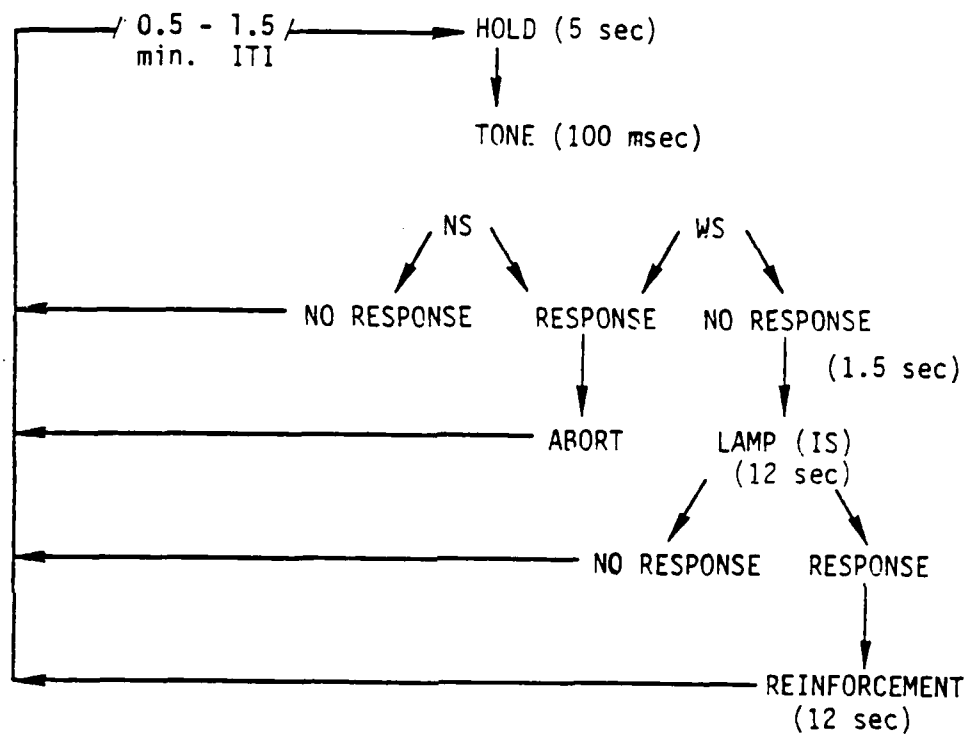 / 0.5 - 1.5 / HOLD (5 sec)
min. ITI
TONE (100 msec)
NS WS
NO RESPONSE RESPONSE NO RESPONSE
(1.5 sec)
ABORT LAMP (IS)
(12 sec)
NO RESPONSE RESPONSE
REINFORCEMENT
(12 sec)